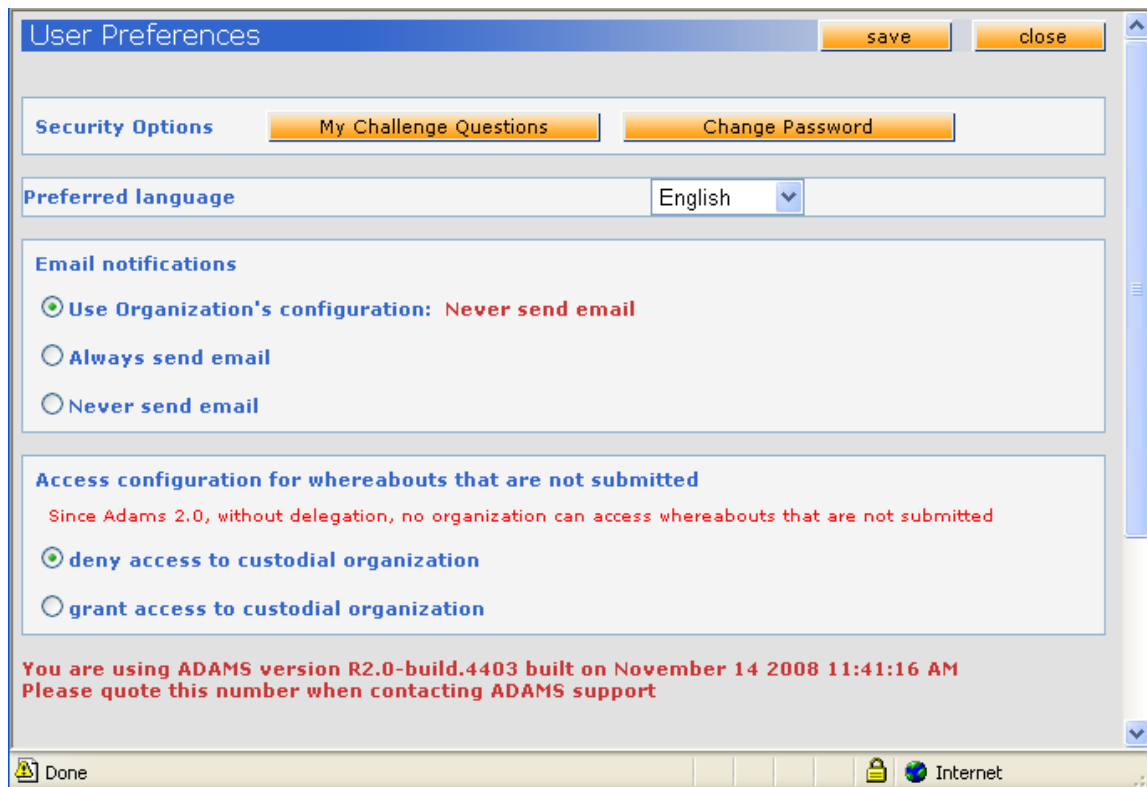 User Preferences save close
Security Options My Challenge Questions Change Password
Preferred language English
Email notifications
Use Organization's configuration: Never send email
Always send email
Never send email
Access configuration for whereabouts that are not submitted
Since Adams 2.0, without delegation, no organization can access whereabouts that are not submitted
deny access to custodial organization
grant access to custodial organization
You are using ADAMS version R2.0-build.4403 built on November 14 2008 11:41:16 AM
Please quote this number when contacting ADAMS support
Done Internet